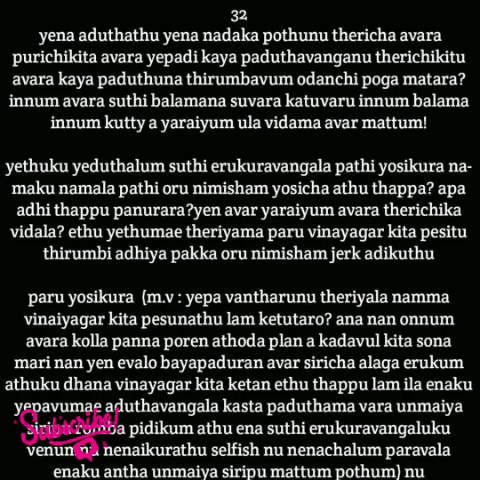 32
yena aduthathu yena nadaka pothunu thericha avara
purichikita avara yepadi kaya paduthavanganu therichikitu
avara kaya paduthuna thirumbavum odanchi poga matara?
innum avara suthi balamana suvara katuvaru innum balama
innum kutty a yaraiyum ula vidama avar mattum!
yethuku yeduthalum suthi erukuravangala pathi yosikura na-
maku namala pathi oru nimisham yosicha athu thappa? apa
adhi thappu panurara?yen avar yaraiyum avara therichika
vidala? ethu yethumae theriyama paru vinayagar kita pesitu
thirumbi adhiya pakka oru nimisham jerk adikuthu
paru yosikura (m.v : yepa vantharunu theriyala namma
vinaiyagar kita pesunathu lam ketutaro? ana nan onnum
avara kolla panna poren athoda plan a kadavul kita sona
mari nan yen evalo bayapaduran avar siricha alaga erukum
athuku dhana vinayagar kita ketan ethu thappu lam ila enaku
aduthavangala kasta paduthama vara unmaiya
pidikum athu ena suthi erukuravangaluku
nenaikurathu selfish nu nenachalum paravala
enaku antha unmaiya siripu mattum pothum) nu
Subscribe!